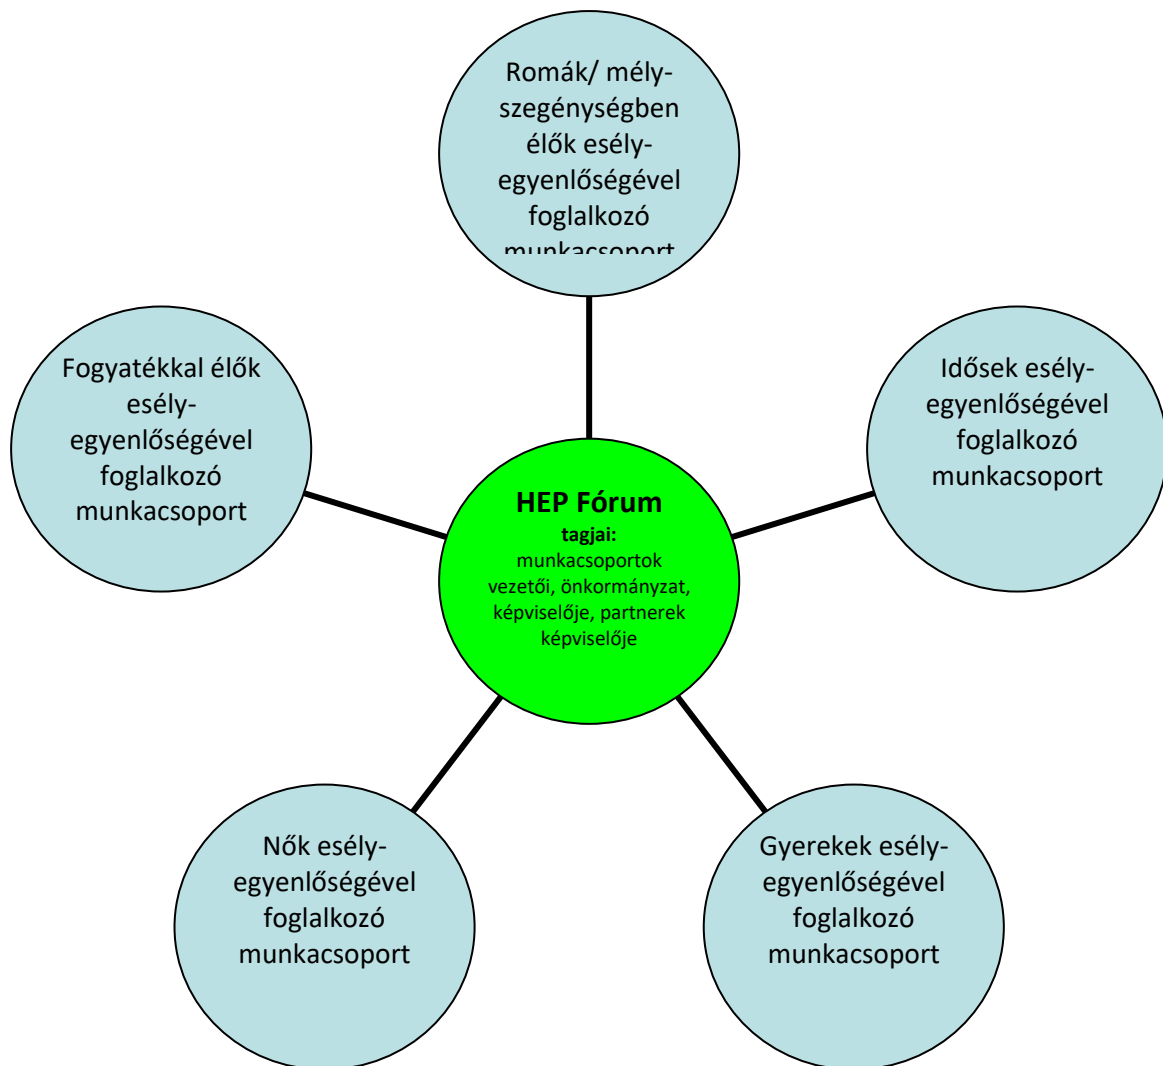 Romák/ mély-
szegénységben
élők esély-
egyenlőségével
foglalkozó
munkacsoport
Fogyatékkal élők
esély-
egyenlőségével
foglalkozó
munkacsoport
Idősek esély-
egyenlőségével
foglalkozó
munkacsoport
HEP Fórum
tagjai:
munkacsoportok
vezetői, önkormányzat,
képviselője, partnerek
képviselője
Nők esély-
egyenlőségével
foglalkozó
munkacsoport
Gyerekek esély-
egyenlőségével
foglalkozó
munkacsoport